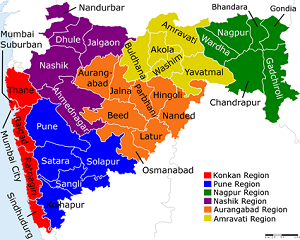 Nandurbar
Bhandara
Gondia
Mumbai
Suburban
Dhule
Jalgaon
Amravati
Nagpur
Wardha
Buldhana
Akola
Washim
Nashik
Yavatmal
Gadchiroli
Aurang-
abad
Thane
Jalna
Parbhani
Hingoli
Chandrapur
Ahmednagar
Mumbai City
Raigad
Pune
Beed
Nanded
Latur
Satara
Solapur
Osmanabad
Ratnagiri
Sangli
Kolhapur
Sindhudurg
Konkan Region
Pune Region
Nagpur Region
Nashik Region
Aurangabad Region
Amravati Region